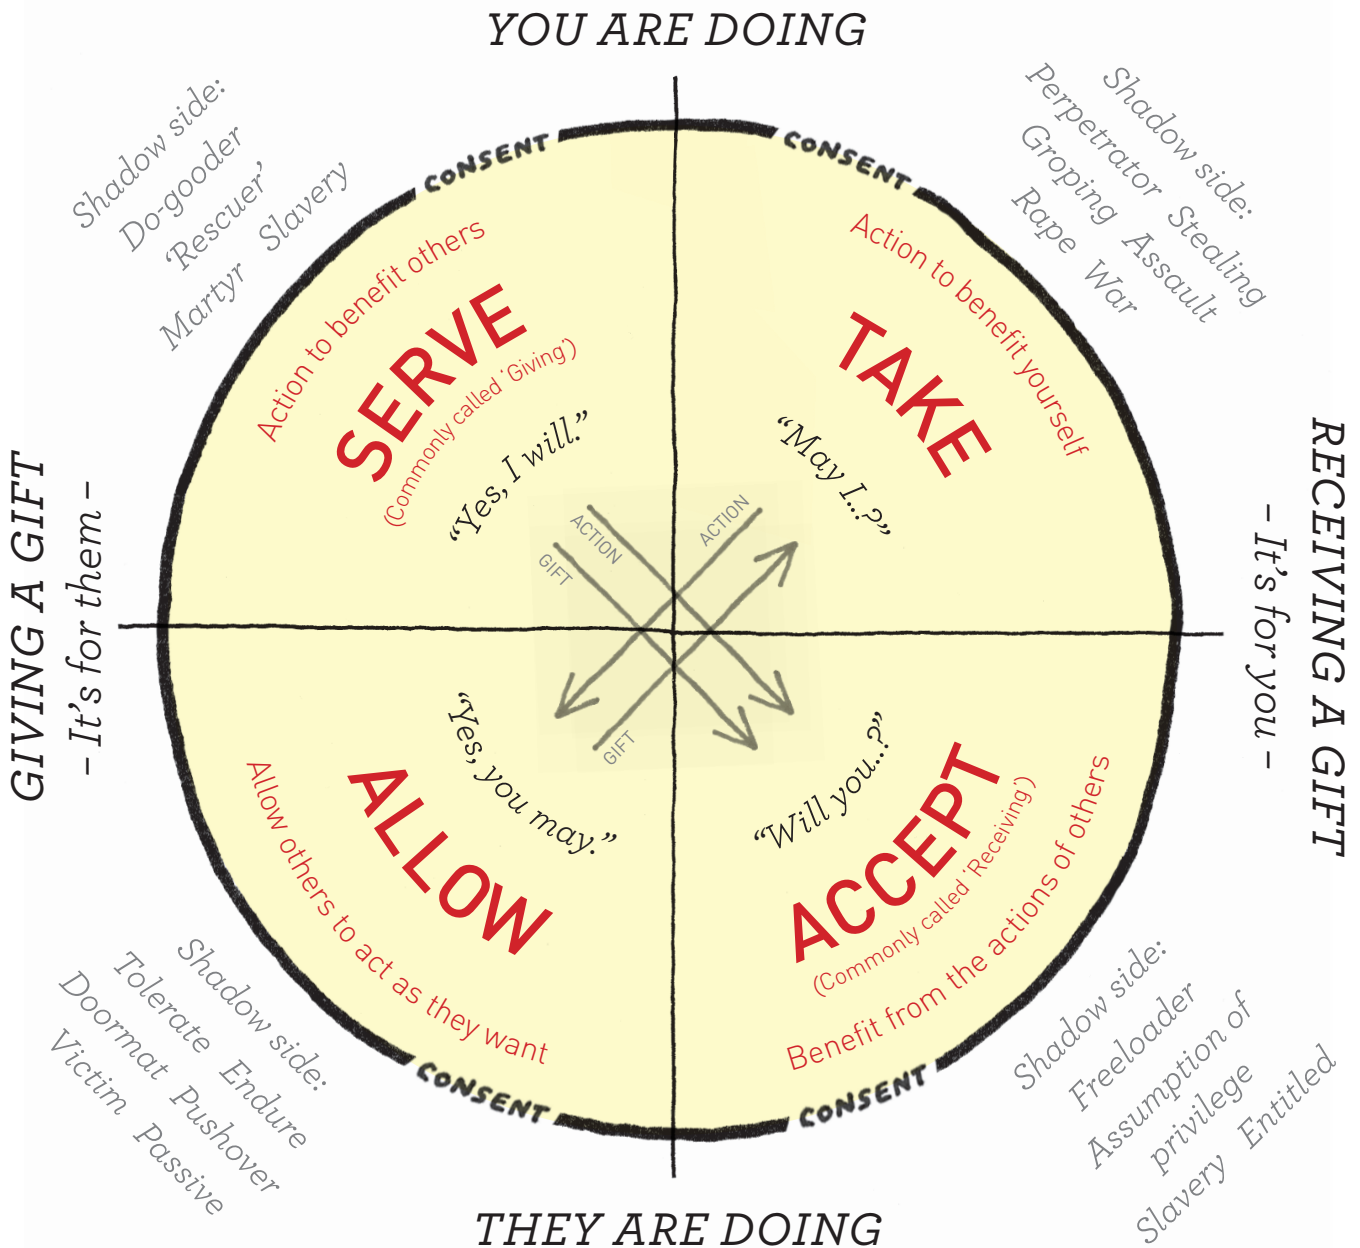 YOU ARE DOING
Shadow side:
Do-gooder
‘Rescuer’
Martyr Slavery
Shadow side:
Perpetrator Stealing
Groping Assault
Rape War
CONSENT
CONSENT
Action to benefit others
SERVE
(Commonly called ‘Giving’)
“Yes, I will.”
Action to benefit yourself
TAKE
“May I...?”
GIVING A GIFT
– It’s for them –
RECEIVING A GIFT
– It’s for you –
ACTION
GIFT
ACTION
GIFT
“Yes, you may.”
ALLOW
Allow others to act as they want
“Will you...?”
ACCEPT
(Commonly called ‘Receiving’)
Benefit from the actions of others
CONSENT
CONSENT
Shadow side:
Tolerate Endure
Doormat Pushover
Victim Passive
Shadow side:
Freeloader
Assumption of
privilege
Slavery Entitled
THEY ARE DOING